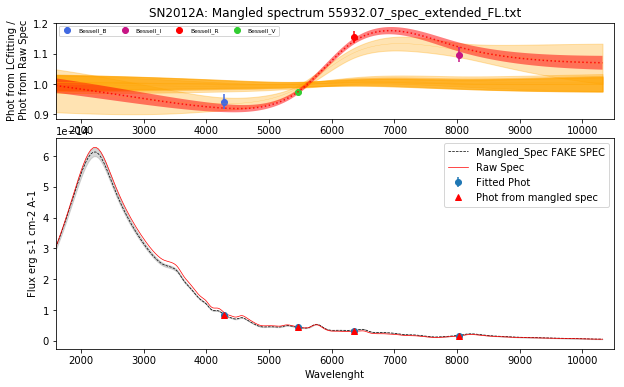 SN2012A: Mangled spectrum 55932.07_spec_extended_FL.txt
Phot from LCfitting /
Phot from Raw Spec
1.2
1.1
1.0
0.9
Bessell_B
Bessell_I
Bessell_R
Bessell_V
2000 3000 4000 5000 6000 7000 8000 9000 10000
1e−14
Flux erg s-1 cm-2 A-1
6
5
4
3
2
1
0
Mangled_Spec FAKE SPEC
Raw Spec
Fitted Phot
Phot from mangled spec
2000 3000 4000 5000 6000 7000 8000 9000 10000
Wavelenght